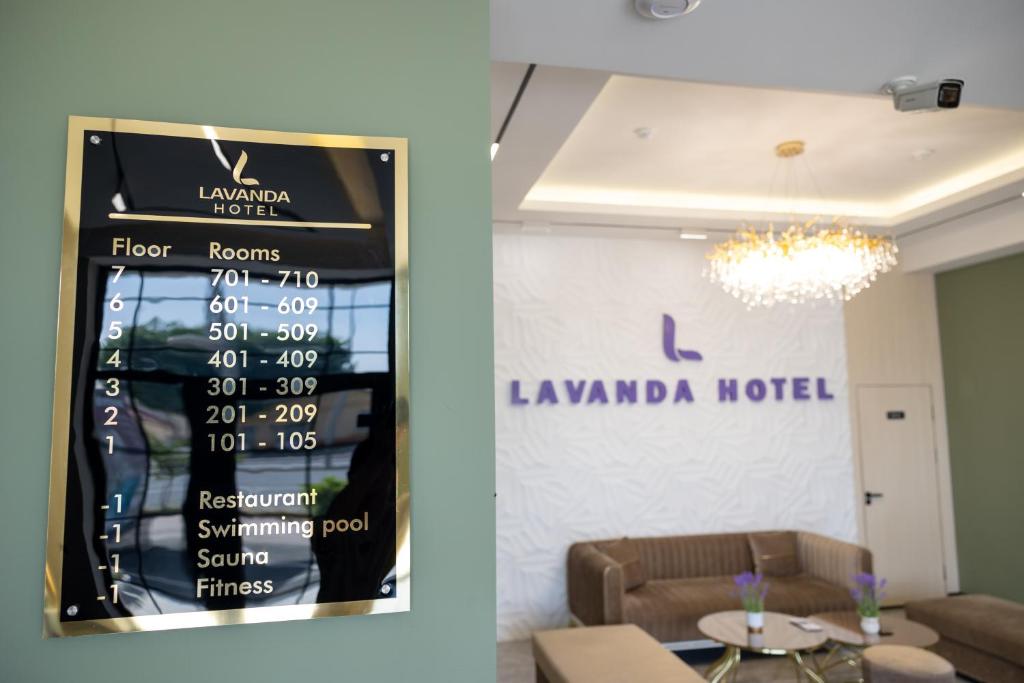 LAVANDA
HOTEL
Floor Rooms
7 701 - 710
6 601 - 609
5 501 - 509
4 401 - 409
3 301 - 309
2 201 - 209
1 101 - 105
-1 Restaurant
-1 Swimming pool
-1 Sauna
-1 Fitness
LAVANDA HOTEL